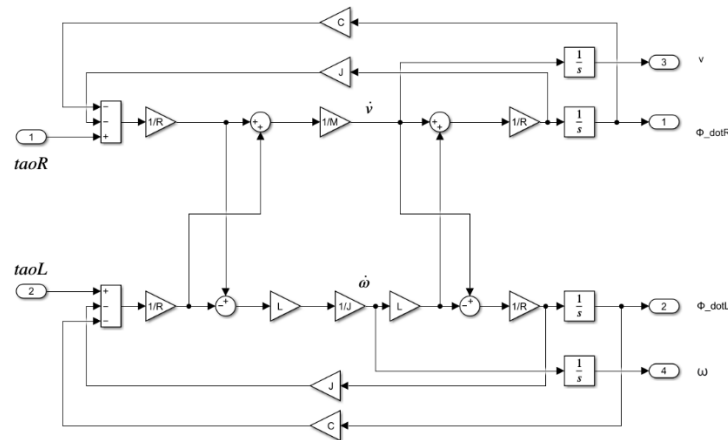 C
1/s
3
v
J
1
taoR
1/R
1/M
v̇
1/R
1/s
1
Φ_dotR
taoL
2
1/R
L
1/J
ω̇
L
1/R
1/s
2
Φ_dotL
1/s
4
ω
J
C